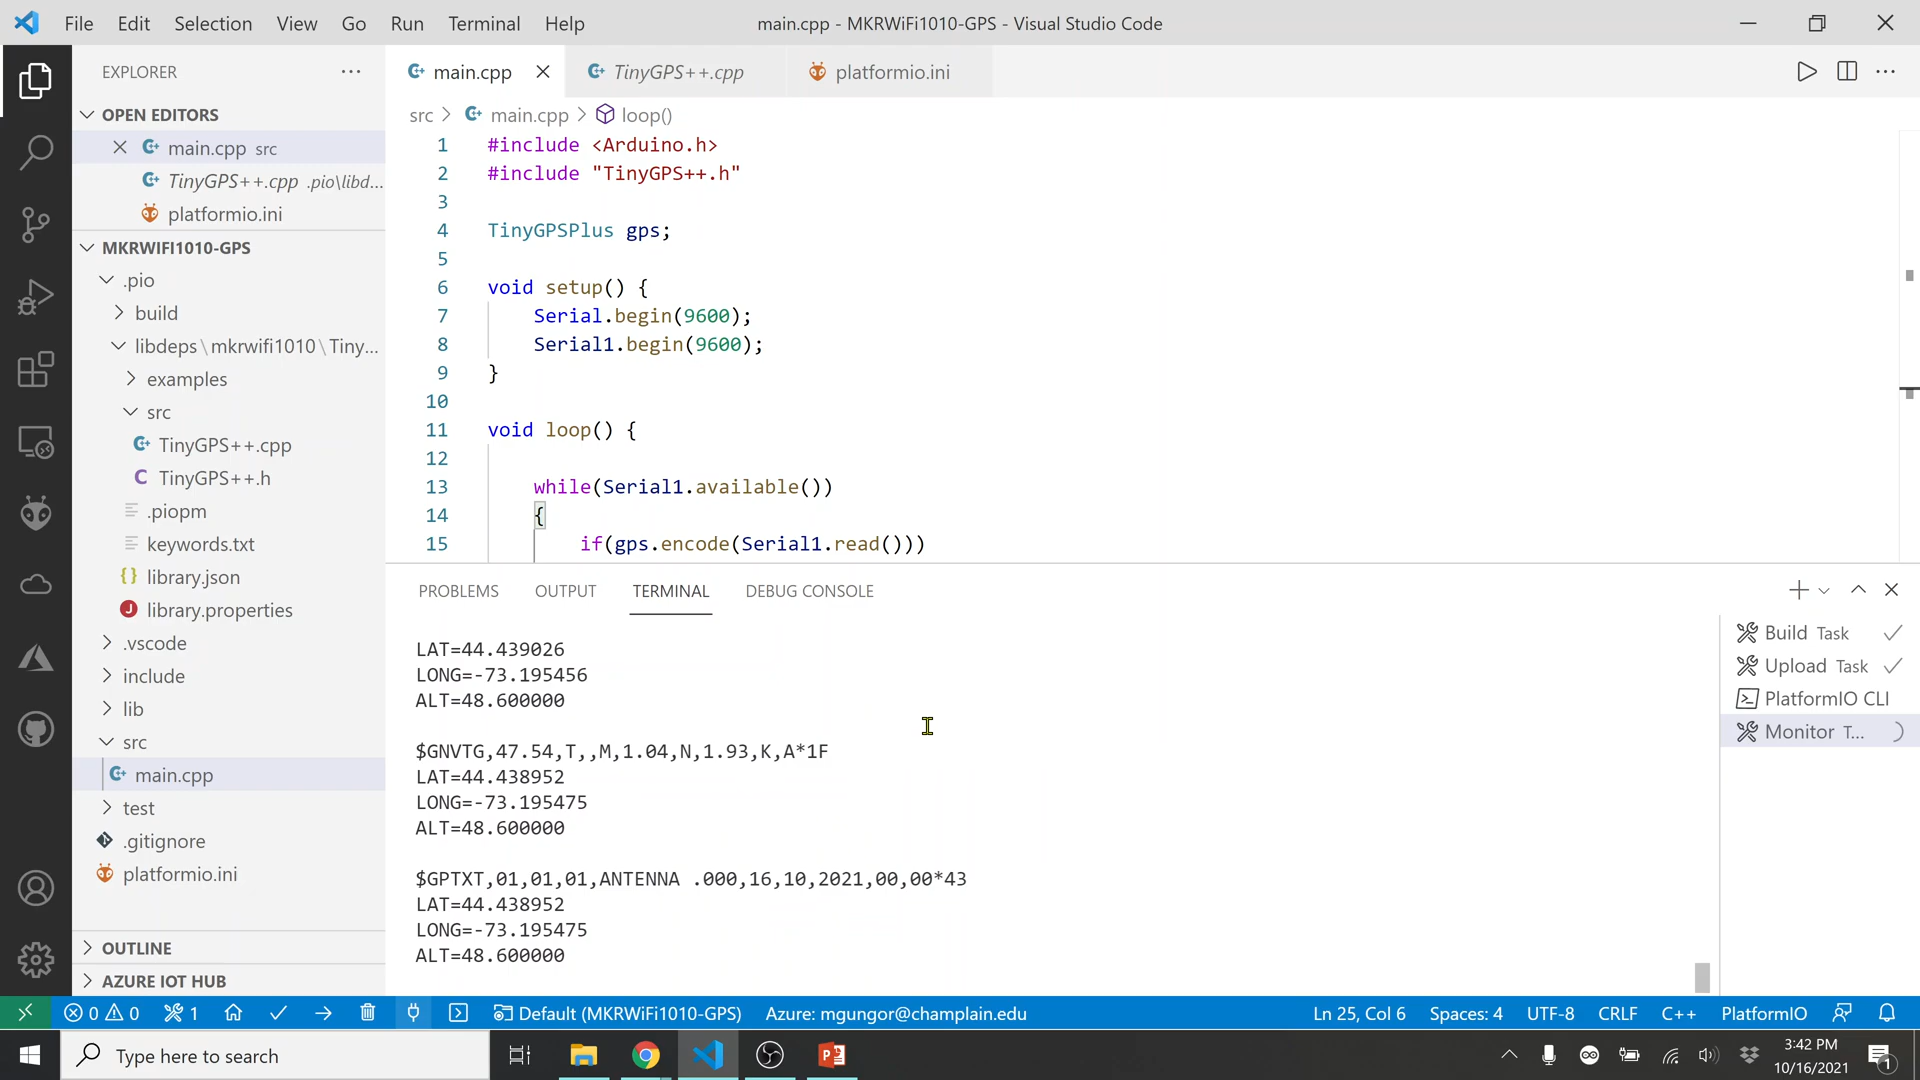 File Edit Selection View Go Run Terminal Help
main.cpp - MKRWiFi1010-GPS - Visual Studio Code
EXPLORER
OPEN EDITORS
main.cpp src
TinyGPS++.cpp .pio\libd...
platformio.ini
MKRWIFI1010-GPS
.pio
build
libdeps\mkrwifi1010\Tiny...
examples
src
TinyGPS++.cpp
TinyGPS++.h
.piopm
keywords.txt
library.json
library.properties
.vscode
include
lib
src
main.cpp
test
.gitignore
platformio.ini
OUTLINE
AZURE IOT HUB
main.cpp TinyGPS++.cpp platformio.ini
src > main.cpp > loop()
1 #include <Arduino.h>
2 #include "TinyGPS++.h"
3
4 TinyGPSPlus gps;
5
6 void setup() {
7 Serial.begin(9600);
8 Serial1.begin(9600);
9 }
10
11 void loop() {
12
13 while(Serial1.available())
14 {
15 if(gps.encode(Serial1.read()))
PROBLEMS OUTPUT TERMINAL DEBUG CONSOLE
LAT=44.439026
LONG=-73.195456
ALT=48.600000
$GNVTG,47.54,T,,M,1.04,N,1.93,K,A*1F
LAT=44.438952
LONG=-73.195475
ALT=48.600000
$GPTXT,01,01,01,ANTENNA .000,16,10,2021,00,00*43
LAT=44.438952
LONG=-73.195475
ALT=48.600000
Build Task
Upload Task
PlatformIO CLI
Monitor T...
0 0 1 Default (MKRWiFi1010-GPS) Azure: mgungor@champlain.edu Ln 25, Col 6 Spaces: 4 UTF-8 CRLF C++ PlatformIO
Type here to search
3:42 PM
10/16/2021
1